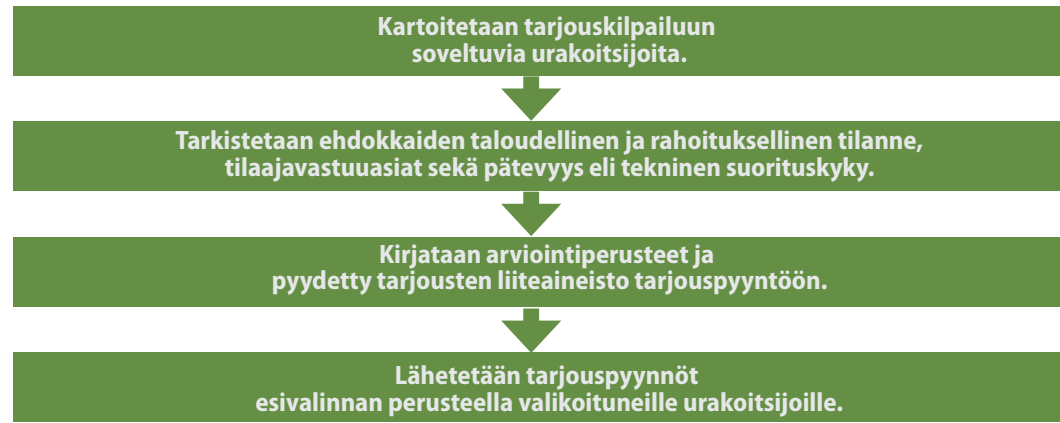 Kartoitetaan tarjouskilpailuun
soveltuvia urakoitsijoita.
Tarkistetaan ehdokkaiden taloudellinen ja rahoituksellinen tilanne,
tilaajavastuuasiat sekä pätevyys eli tekninen suorituskyky.
Kirjataan arviointiperusteet ja
pyydetty tarjousten liiteaineisto tarjouspyyntöön.
Lähetetään tarjouspyynnöt
esivalinnan perusteella valikoituneille urakoitsijoille.